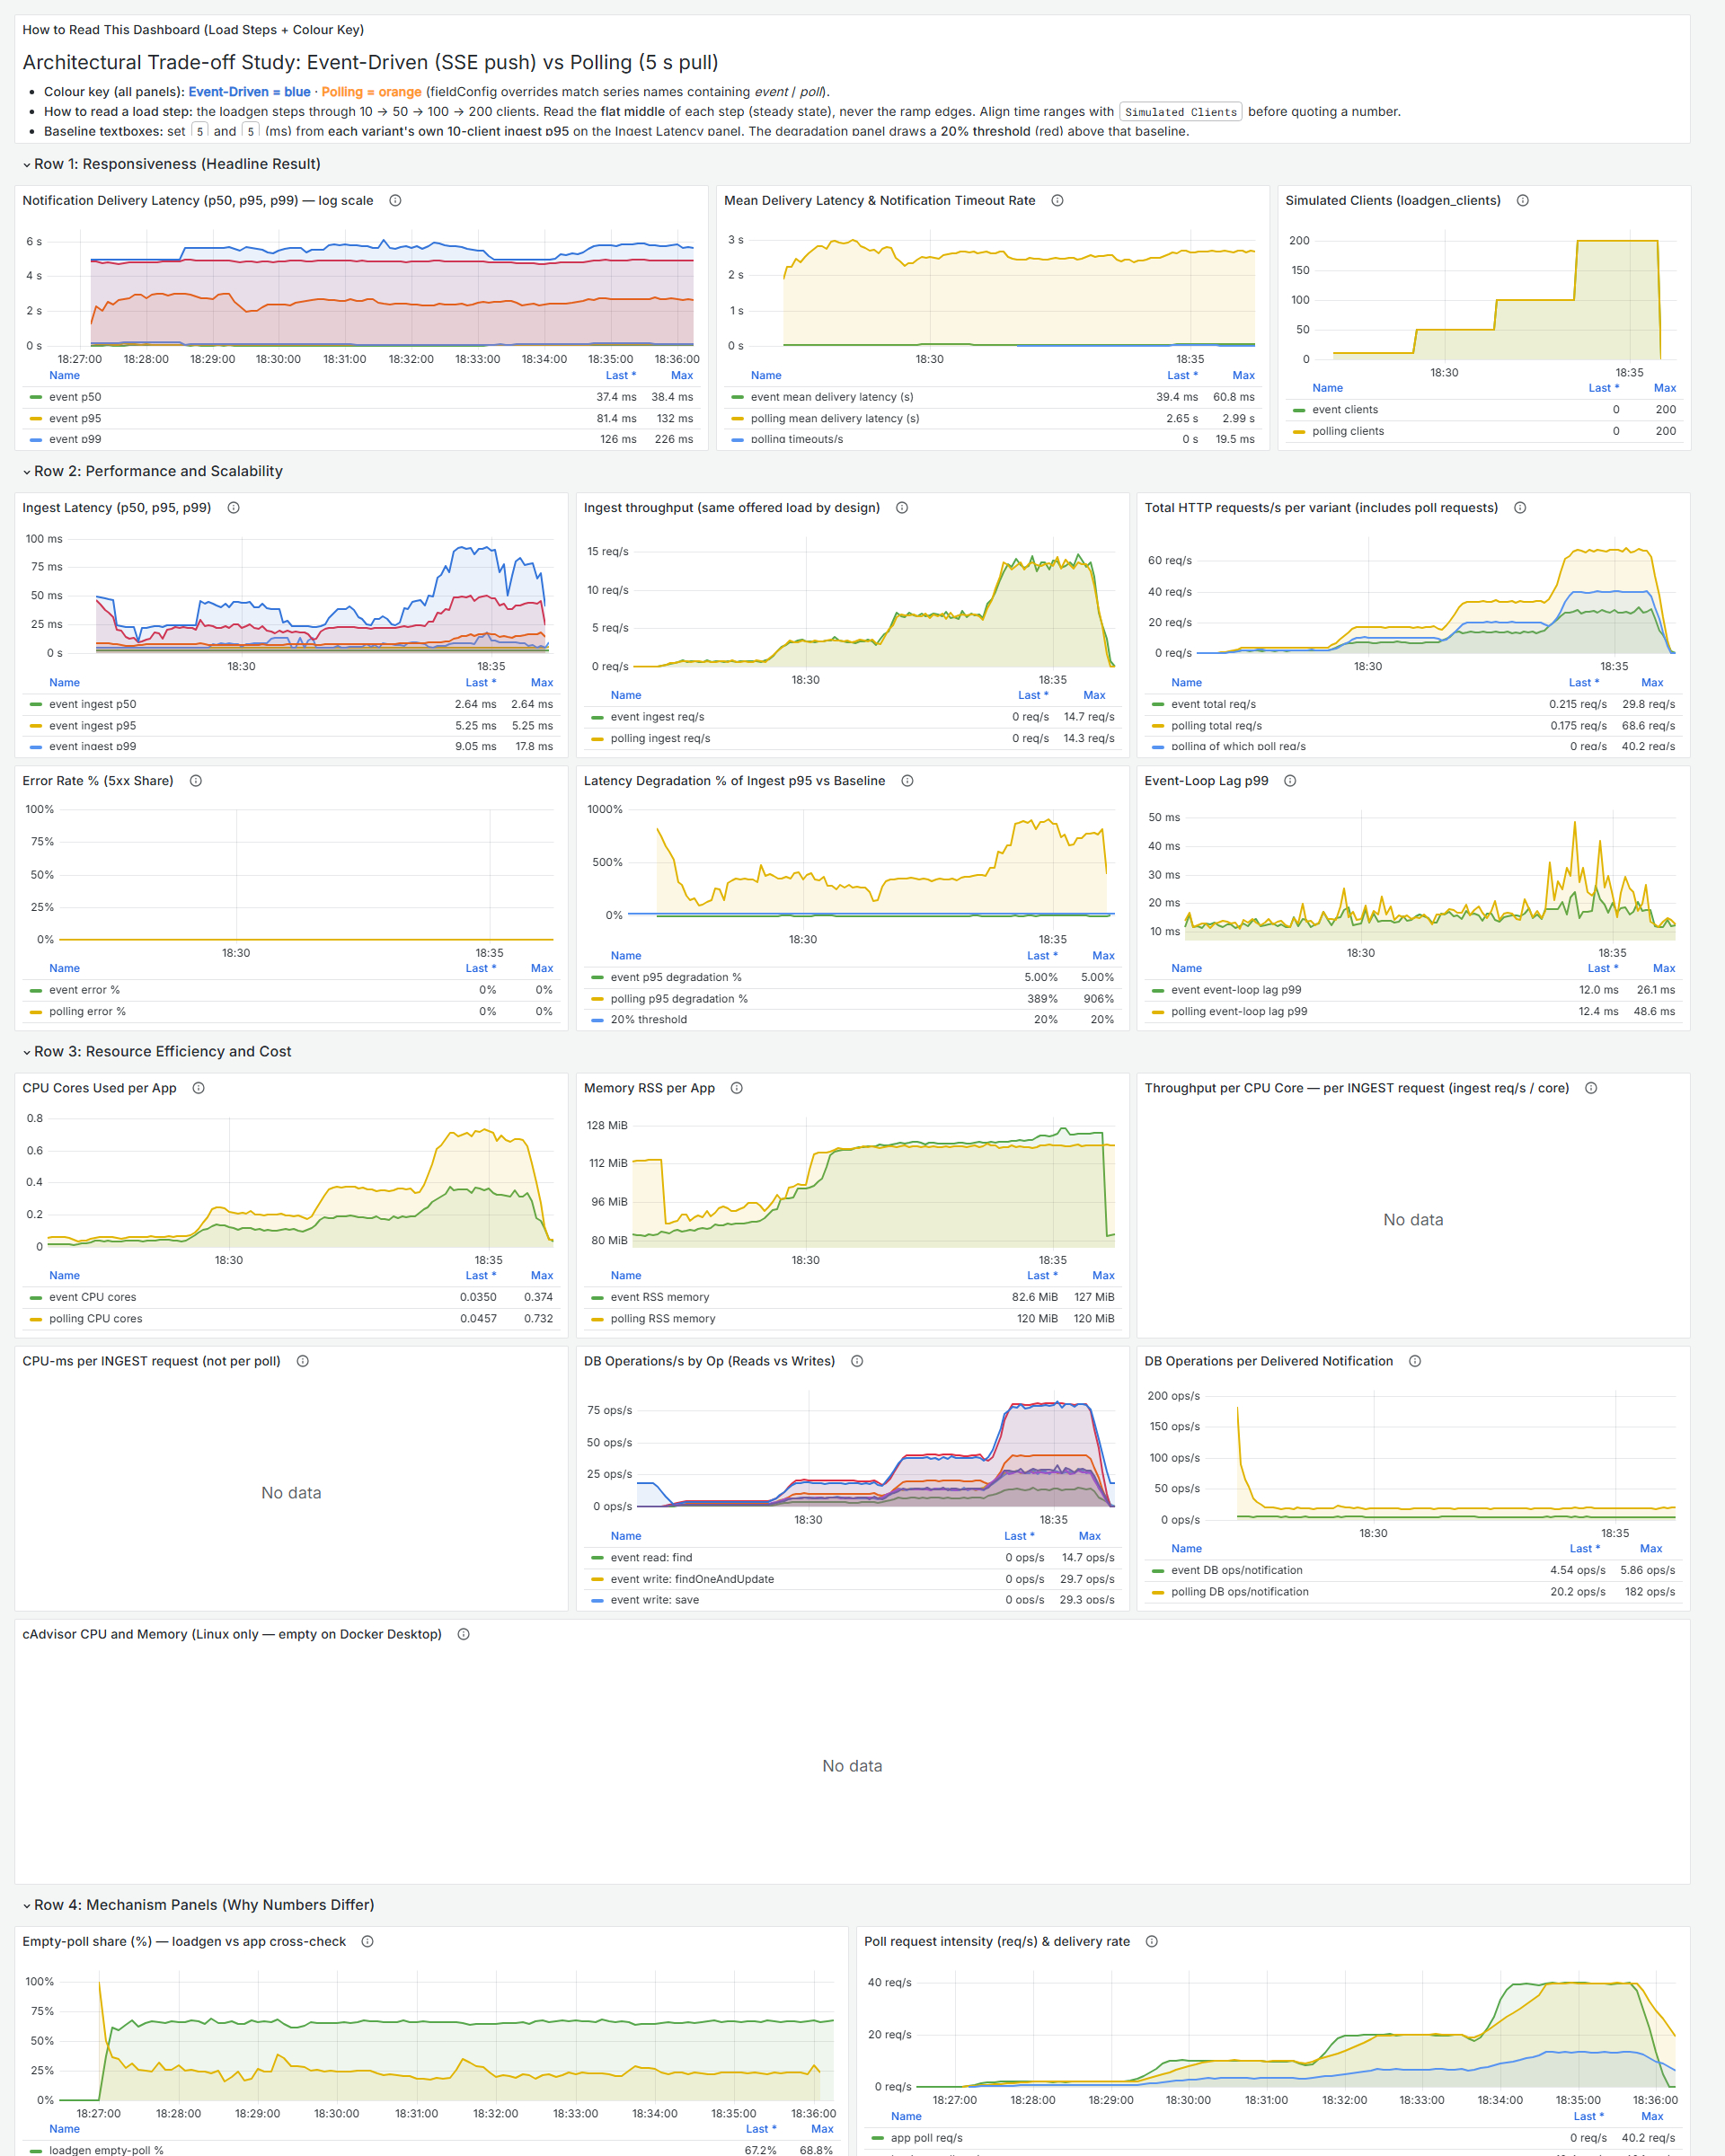 How to Read This Dashboard (Load Steps + Colour Key)
Architectural Trade-off Study: Event-Driven (SSE push) vs Polling (5 s pull)
• Colour key (all panels): Event-Driven = blue · Polling = orange (fieldConfig overrides match series names containing event / poll).
• How to read a load step: the loadgen steps through 10 → 50 → 100 → 200 clients. Read the flat middle of each step (steady state), never the ramp edges. Align time ranges with Simulated Clients before quoting a number.
• Baseline textboxes: set 5 and 5 (ms) from each variant's own 10-client ingest p95 on the Ingest Latency panel. The degradation panel draws a 20% threshold (red) above that baseline.
Row 1: Responsiveness (Headline Result)
Notification Delivery Latency (p50, p95, p99) — log scale
6 s
4 s
2 s
0 s
18:27:00 18:28:00 18:29:00 18:30:00 18:31:00 18:32:00 18:33:00 18:34:00 18:35:00 18:36:00
Name Last * Max
event p50 37.4 ms 38.4 ms
event p95 81.4 ms 132 ms
event p99 126 ms 226 ms
Mean Delivery Latency & Notification Timeout Rate
3 s
2 s
1 s
0 s
18:30 18:35
Name Last * Max
event mean delivery latency (s) 39.4 ms 60.8 ms
polling mean delivery latency (s) 2.65 s 2.99 s
polling timeouts/s 0 s 19.5 ms
Simulated Clients (loadgen_clients)
200
150
100
50
0
18:30 18:35
Name Last * Max
event clients 0 200
polling clients 0 200
Row 2: Performance and Scalability
Ingest Latency (p50, p95, p99)
100 ms
75 ms
50 ms
25 ms
0 s
18:30 18:35
Name Last * Max
event ingest p50 2.64 ms 2.64 ms
event ingest p95 5.25 ms 5.25 ms
event ingest p99 9.05 ms 17.8 ms
Ingest throughput (same offered load by design)
15 req/s
10 req/s
5 req/s
0 req/s
18:30 18:35
Name Last * Max
event ingest req/s 0 req/s 14.7 req/s
polling ingest req/s 0 req/s 14.3 req/s
Total HTTP requests/s per variant (includes poll requests)
60 req/s
40 req/s
20 req/s
0 req/s
18:30 18:35
Name Last * Max
event total req/s 0.215 req/s 29.8 req/s
polling total req/s 0.175 req/s 68.6 req/s
polling of which poll req/s 0 req/s 40.2 req/s
Error Rate % (5xx Share)
100%
75%
50%
25%
0%
18:30 18:35
Name Last * Max
event error % 0% 0%
polling error % 0% 0%
Latency Degradation % of Ingest p95 vs Baseline
1000%
500%
0%
18:30 18:35
Name Last * Max
event p95 degradation % 5.00% 5.00%
polling p95 degradation % 389% 906%
20% threshold 20% 20%
Event-Loop Lag p99
50 ms
40 ms
30 ms
20 ms
10 ms
18:30 18:35
Name Last * Max
event event-loop lag p99 12.0 ms 26.1 ms
polling event-loop lag p99 12.4 ms 48.6 ms
Row 3: Resource Efficiency and Cost
CPU Cores Used per App
0.8
0.6
0.4
0.2
0
18:30 18:35
Name Last * Max
event CPU cores 0.0350 0.374
polling CPU cores 0.0457 0.732
Memory RSS per App
128 MiB
112 MiB
96 MiB
80 MiB
18:30 18:35
Name Last * Max
event RSS memory 82.6 MiB 127 MiB
polling RSS memory 120 MiB 120 MiB
Throughput per CPU Core — per INGEST request (ingest req/s / core)
No data
CPU-ms per INGEST request (not per poll)
No data
DB Operations/s by Op (Reads vs Writes)
75 ops/s
50 ops/s
25 ops/s
0 ops/s
18:30 18:35
Name Last * Max
event read: find 0 ops/s 14.7 ops/s
event write: findOneAndUpdate 0 ops/s 29.7 ops/s
event write: save 0 ops/s 29.3 ops/s
DB Operations per Delivered Notification
200 ops/s
150 ops/s
100 ops/s
50 ops/s
0 ops/s
18:30 18:35
Name Last * Max
event DB ops/notification 4.54 ops/s 5.86 ops/s
polling DB ops/notification 20.2 ops/s 182 ops/s
cAdvisor CPU and Memory (Linux only — empty on Docker Desktop)
No data
Row 4: Mechanism Panels (Why Numbers Differ)
Empty-poll share (%) — loadgen vs app cross-check
100%
75%
50%
25%
0%
18:27:00 18:28:00 18:29:00 18:30:00 18:31:00 18:32:00 18:33:00 18:34:00 18:35:00 18:36:00
Name Last * Max
loadgen empty-poll % 67.2% 68.8%
Poll request intensity (req/s) & delivery rate
40 req/s
20 req/s
0 req/s
18:27:00 18:28:00 18:29:00 18:30:00 18:31:00 18:32:00 18:33:00 18:34:00 18:35:00 18:36:00
Name Last * Max
app poll req/s 0 req/s 40.2 req/s